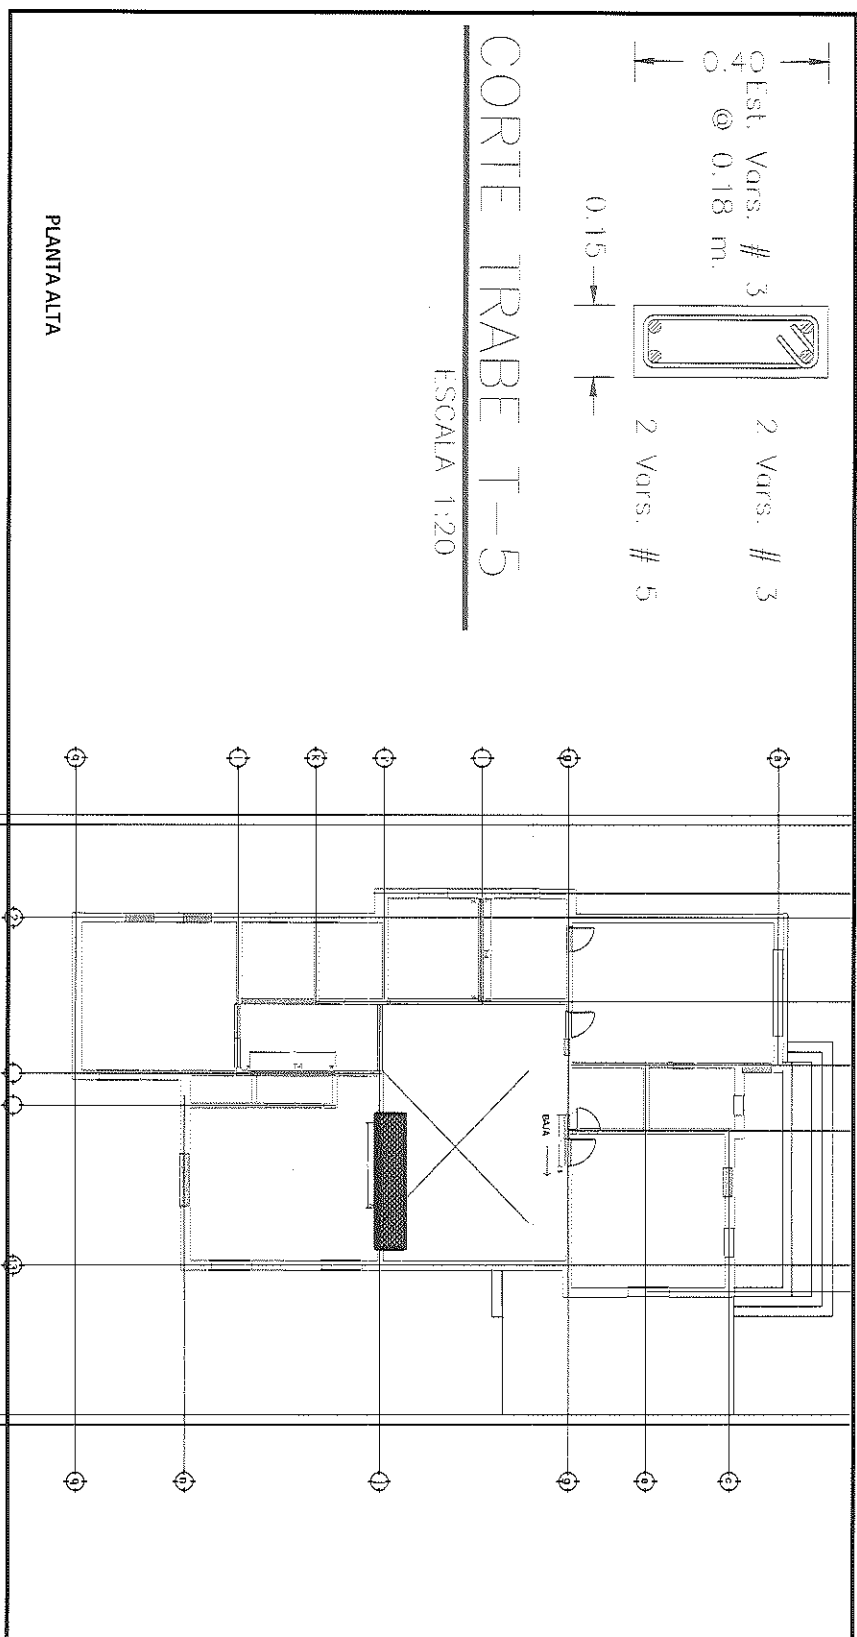 0.40
Est. Vars. # 3
@ 0.18 m.
2 Vars. # 3
2 Vars. # 5
0.15
CORTE TRABE T-5
ESCALA 1:20
PLANTA ALTA
a
g
k
l
q
2
BAJA
c
e
g
n
q